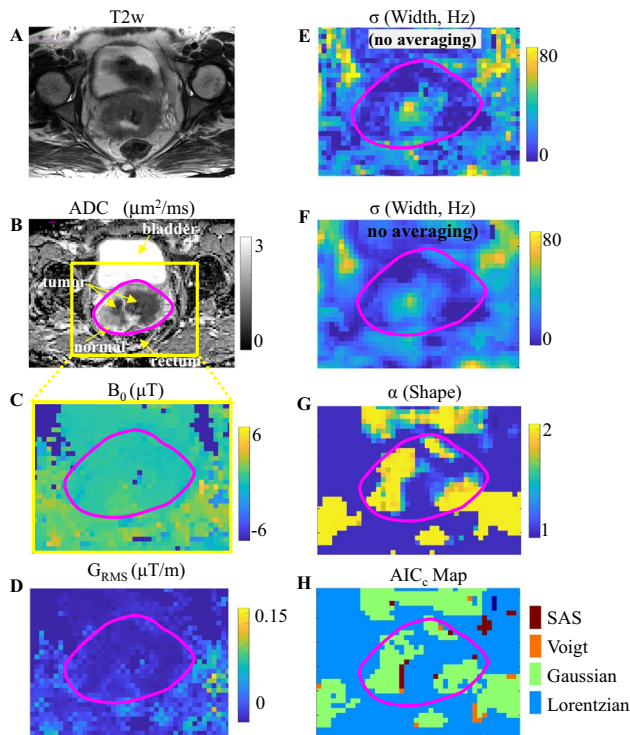 T2w
A
ADC (µm²/ms)
B
bladder
tumor
normal
rectum
3
0
B₀ (µT)
C
6
-6
G_RMS (µT/m)
D
0.15
0
σ (Width, Hz)
E
(no averaging)
80
0
σ (Width, Hz)
F
no averaging)
80
0
α (Shape)
G
2
1
AIC_c Map
H
SAS
Voigt
Gaussian
Lorentzian